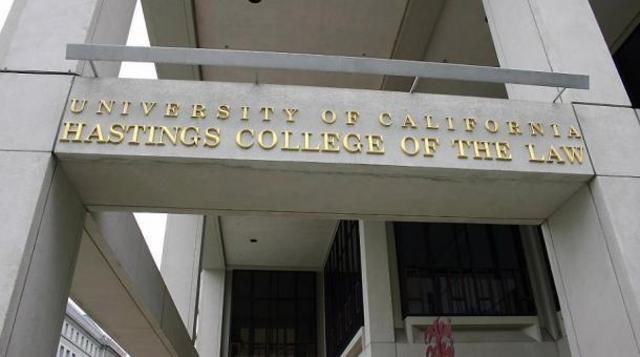 UNIVERSITY OF CALIFORNIA
HASTINGS COLLEGE OF THE LAW